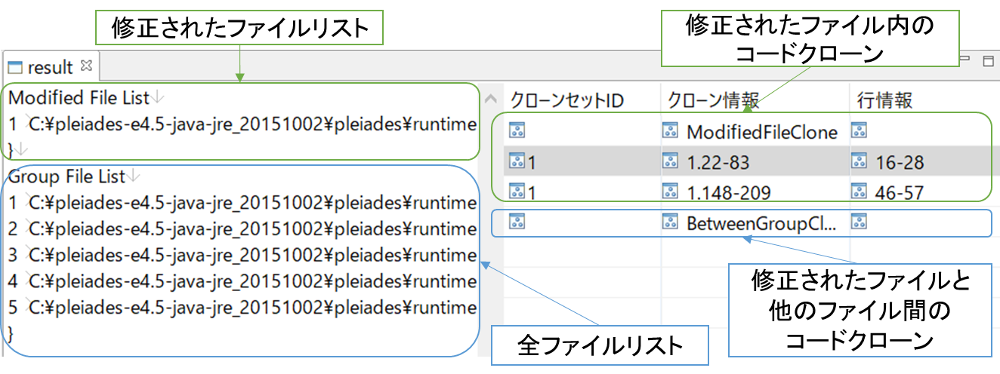 修正されたファイルリスト
修正されたファイル内の
コードクローン
result
Modified File List↓
1 C:¥pleiades-e4.5-java-jre_20151002¥pleiades¥runtime
}↓
Group File List↓
1 C:¥pleiades-e4.5-java-jre_20151002¥pleiades¥runtime
2 C:¥pleiades-e4.5-java-jre_20151002¥pleiades¥runtime
3 C:¥pleiades-e4.5-java-jre_20151002¥pleiades¥runtime
4 C:¥pleiades-e4.5-java-jre_20151002¥pleiades¥runtime
5 C:¥pleiades-e4.5-java-jre_20151002¥pleiades¥runtime
}
クローンセットID クローン情報 行情報
ModifiedFileClone
1 1.22-83 16-28
1 1.148-209 46-57
BetweenGroupCl...
修正されたファイルと
他のファイル間の
コードクローン
全ファイルリスト